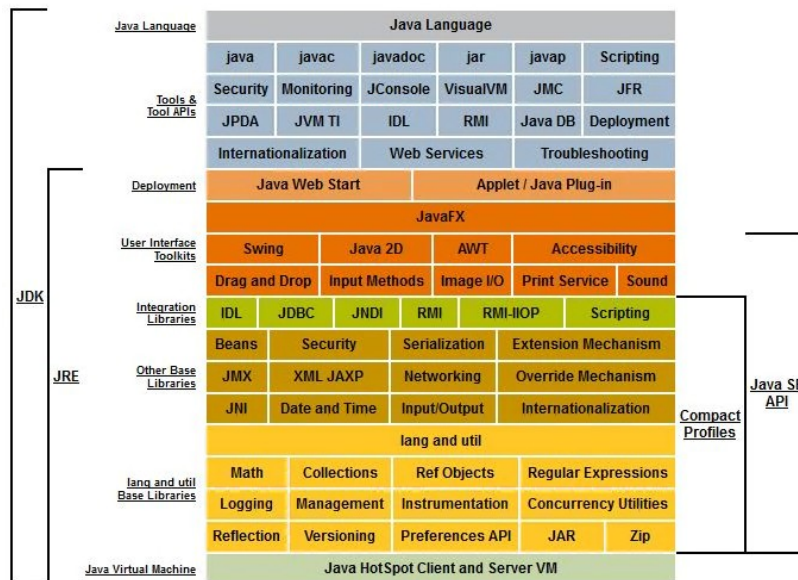 Java Language Java Language
java javac javadoc jar javap Scripting
Security Monitoring JConsole VisualVM JMC JFR
Tools &
Tool APIs
JPDA JVM TI IDL RMI Java DB Deployment
Internationalization Web Services Troubleshooting
Deployment Java Web Start Applet / Java Plug-in
JavaFX
User Interface
Toolkits
Swing Java 2D AWT Accessibility
Drag and Drop Input Methods Image I/O Print Service Sound
Integration
Libraries
IDL JDBC JNDI RMI RMI-IIOP Scripting
Beans Security Serialization Extension Mechanism
Other Base
Libraries
JMX XML JAXP Networking Override Mechanism
JNI Date and Time Input/Output Internationalization
lang and util
lang and util
Base Libraries
Math Collections Ref Objects Regular Expressions
Logging Management Instrumentation Concurrency Utilities
Reflection Versioning Preferences API JAR Zip
Java Virtual Machine Java HotSpot Client and Server VM
JDK
JRE
Compact
Profiles
Java
API